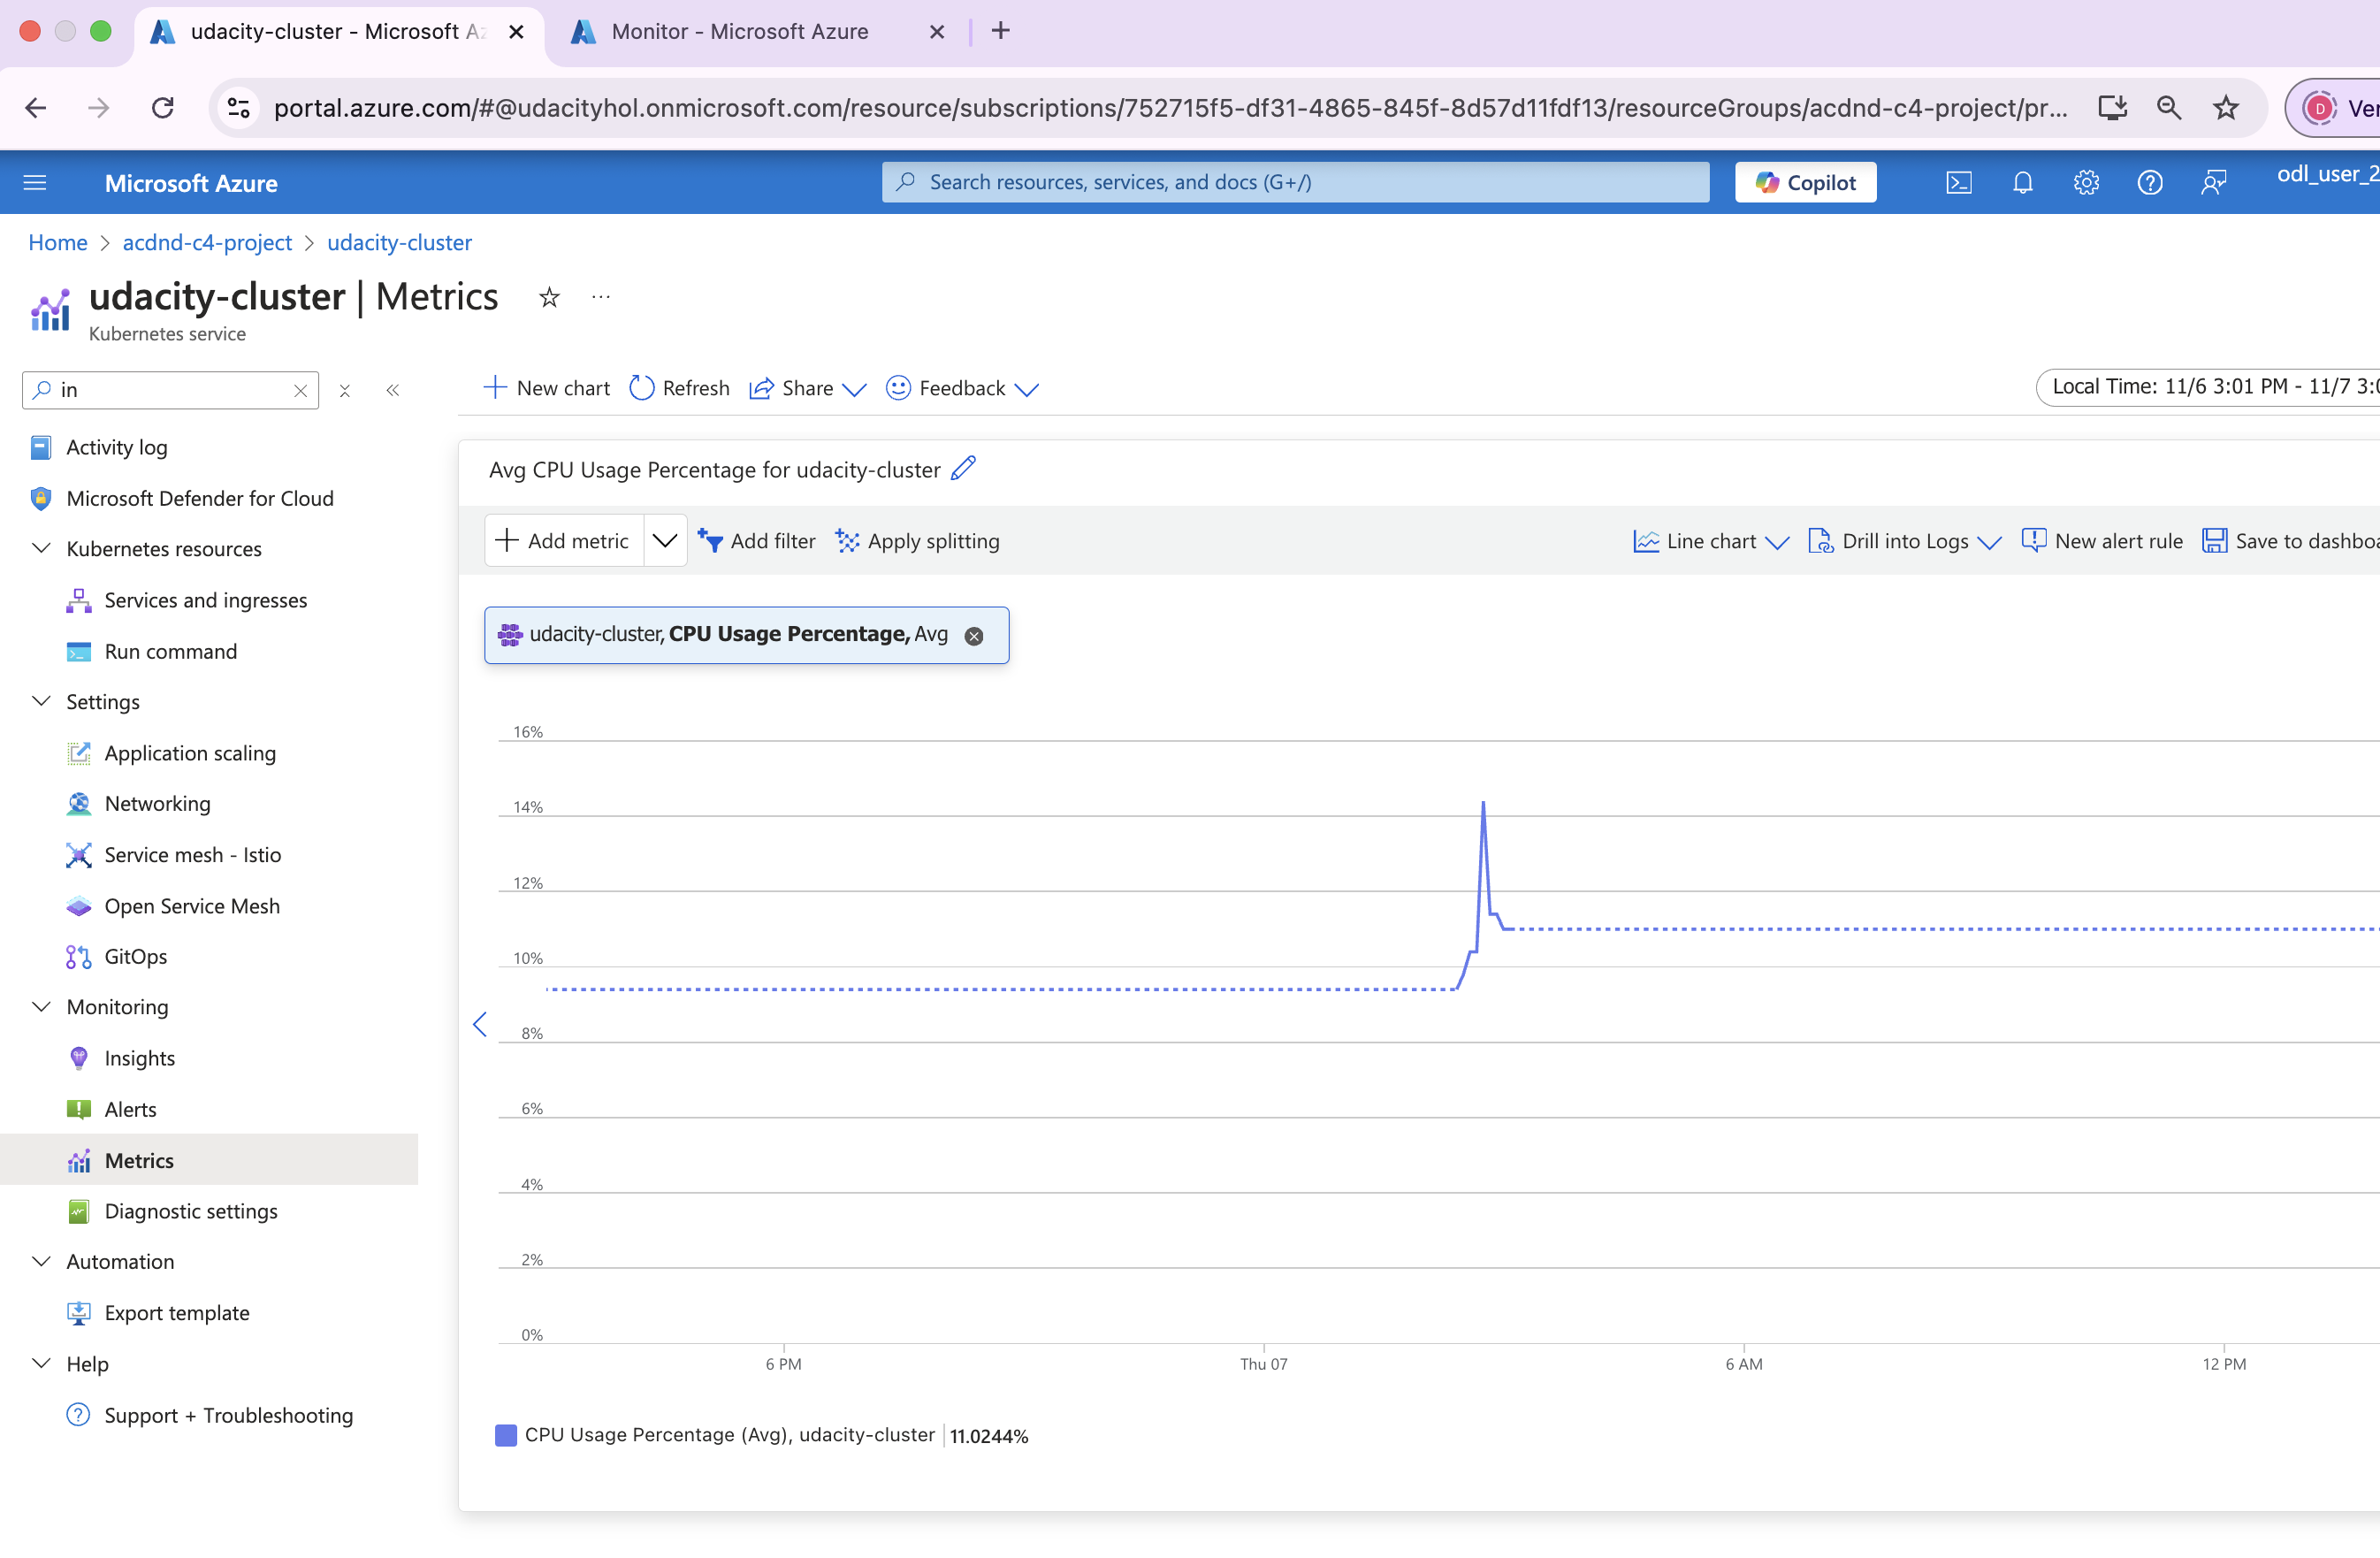 udacity-cluster - Microsoft Az
Monitor - Microsoft Azure
portal.azure.com/#@udacityhol.onmicrosoft.com/resource/subscriptions/752715f5-df31-4865-845f-8d57d11fdf13/resourceGroups/acdnd-c4-project/pr...
D
Ver
Microsoft Azure
Search resources, services, and docs (G+/)
Copilot
odl_user_2
Home > acdnd-c4-project > udacity-cluster
udacity-cluster | Metrics
...
Kubernetes service
in
New chart
Refresh
Share
Feedback
Local Time: 11/6 3:01 PM - 11/7 3:0
Activity log
Microsoft Defender for Cloud
Kubernetes resources
Services and ingresses
Run command
Settings
Application scaling
Networking
Service mesh - Istio
Open Service Mesh
GitOps
Monitoring
Insights
Alerts
Metrics
Diagnostic settings
Automation
Export template
Help
Support + Troubleshooting
Avg CPU Usage Percentage for udacity-cluster
Add metric
Add filter
Apply splitting
Line chart
Drill into Logs
New alert rule
Save to dashboa
udacity-cluster, CPU Usage Percentage, Avg
16%
14%
12%
10%
8%
6%
4%
2%
0%
6 PM
Thu 07
6 AM
12 PM
CPU Usage Percentage (Avg), udacity-cluster | 11.0244%